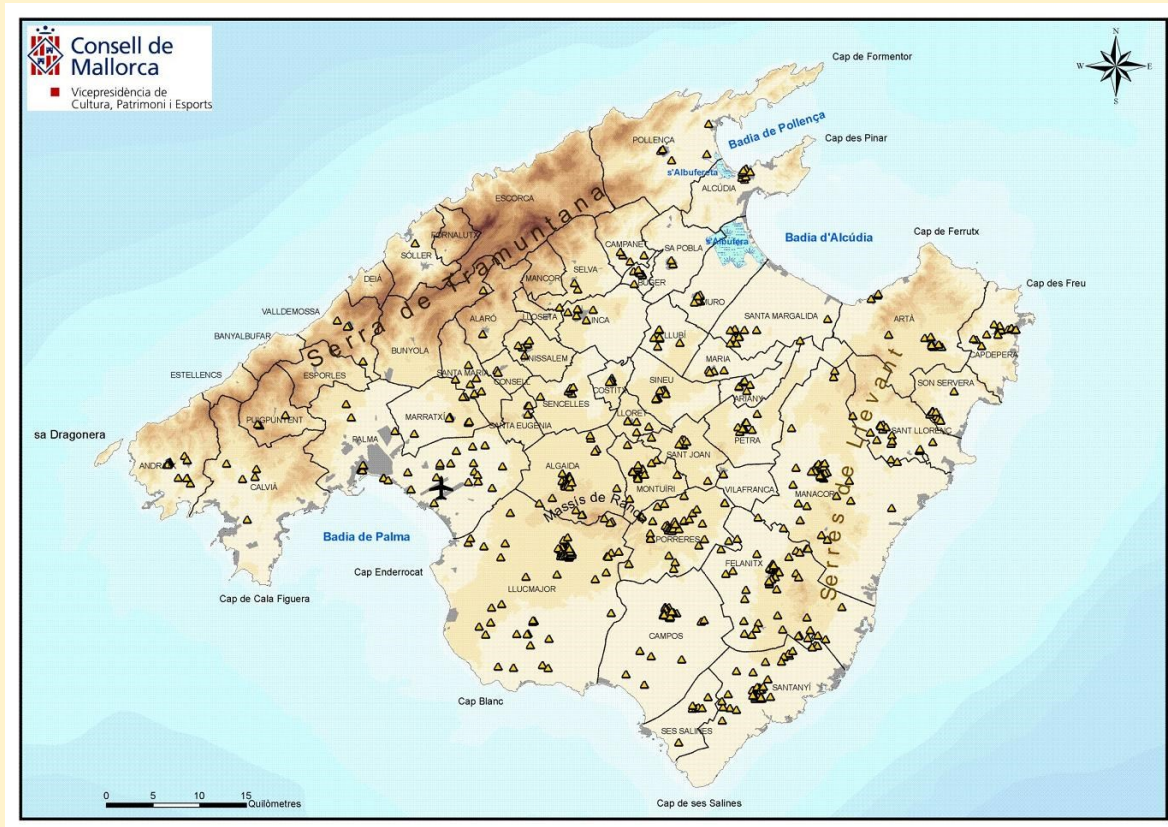 Consell de
Mallorca
Vicepresidència de
Cultura, Patrimoni i Esports
N
W
E
S
Cap de Formentor
Badia de Pollença
Cap des Pinar
POLLENÇA
s'Albufereta
ALCÚDIA
ESCORCA
Badia d'Alcúdia
Cap de Ferrutx
FORNALUTX
SÓLLER
CAMPANET
SA POBLA
s'Albufera
Serra de Tramuntana
DEIÀ
MANCOR
SELVA
BÚGER
Cap des Freu
MURO
VALLDEMOSSA
ALARÓ
LLOSETA
INCA
SANTA MARGALIDA
ARTÀ
BANYALBUFAR
BUNYOLA
BINISSALEM
LLUBÍ
MARIA
CAPDEPERA
ESTELLENCS
ESPORLES
SANTA MARIA
CONSELL
COSTITX
SINEU
SON SERVERA
SENCELLES
ARIANY
PUIGPUNYENT
MARRATXÍ
SANTA EUGÈNIA
LLORET
sa Dragonera
PALMA
PETRA
SANT LLORENÇ
SANT JOAN
Serres de Llevant
ANDRATX
CALVIÀ
ALGAIDA
MONTUÏRI
VILAFRANCA
MANACOR
Massís de Randa
Badia de Palma
PORRERES
Cap Enderrocat
FELANITX
LLUCMAJOR
Cap de Cala Figuera
CAMPOS
SANTANYÍ
Cap Blanc
SES SALINES
0 5 10 15
Quilòmetres
Cap de ses Salines